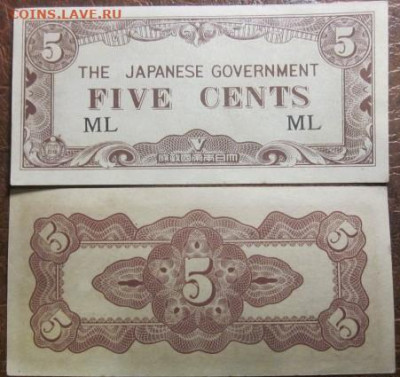 COINS.LAVE.RU
5 5
THE JAPANESE GOVERNMENT
FIVE CENTS
ML ML
5 5
5
5 5